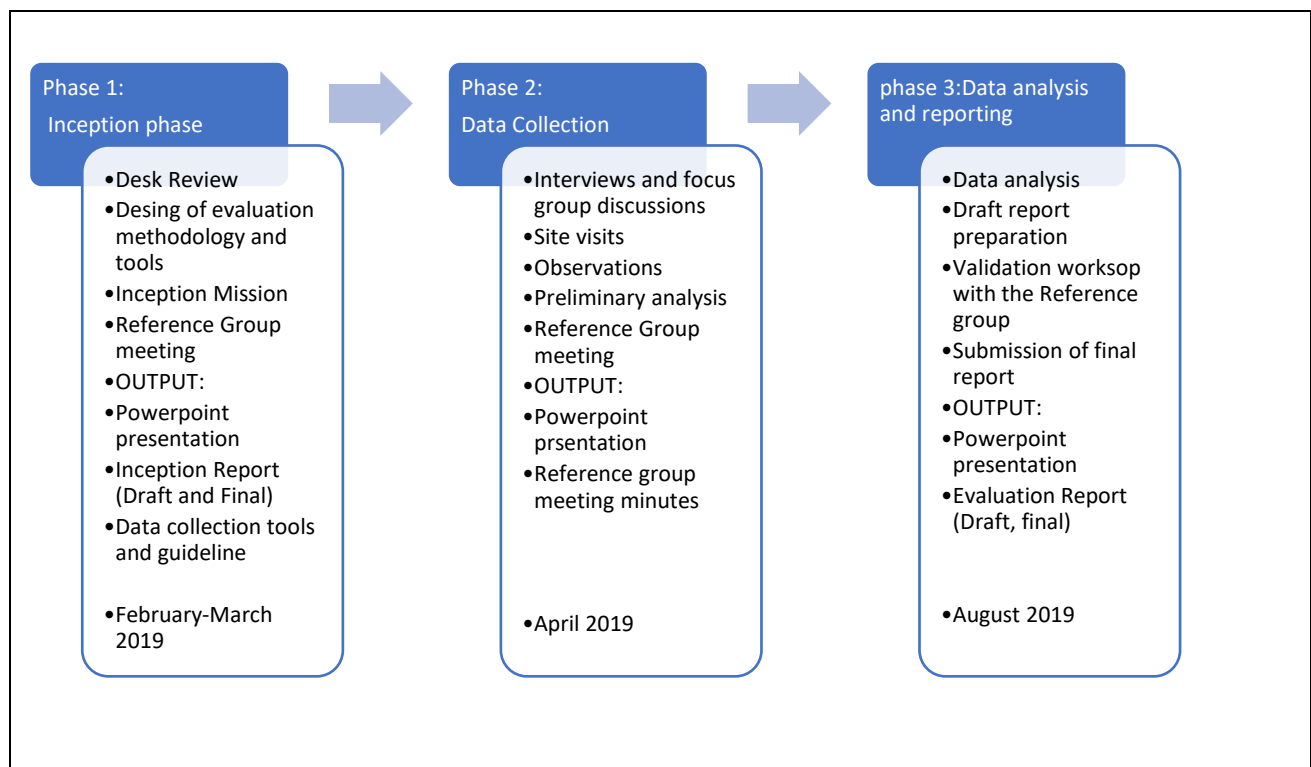 Phase 1:
Inception phase
•Desk Review
•Desing of evaluation
methodology and
tools
•Inception Mission
•Reference Group
meeting
•OUTPUT:
•Powerpoint
presentation
•Inception Report
(Draft and Final)
•Data collection tools
and guideline
•February-March
2019
Phase 2:
Data Collection
•Interviews and focus
group discussions
•Site visits
•Observations
•Preliminary analysis
•Reference Group
meeting
•OUTPUT:
•Powerpoint
prsentation
•Reference group
meeting minutes
•April 2019
phase 3:Data analysis
and reporting
•Data analysis
•Draft report
preparation
•Validation worksop
with the Reference
group
•Submission of final
report
•OUTPUT:
•Powerpoint
presentation
•Evaluation Report
(Draft, final)
•August 2019